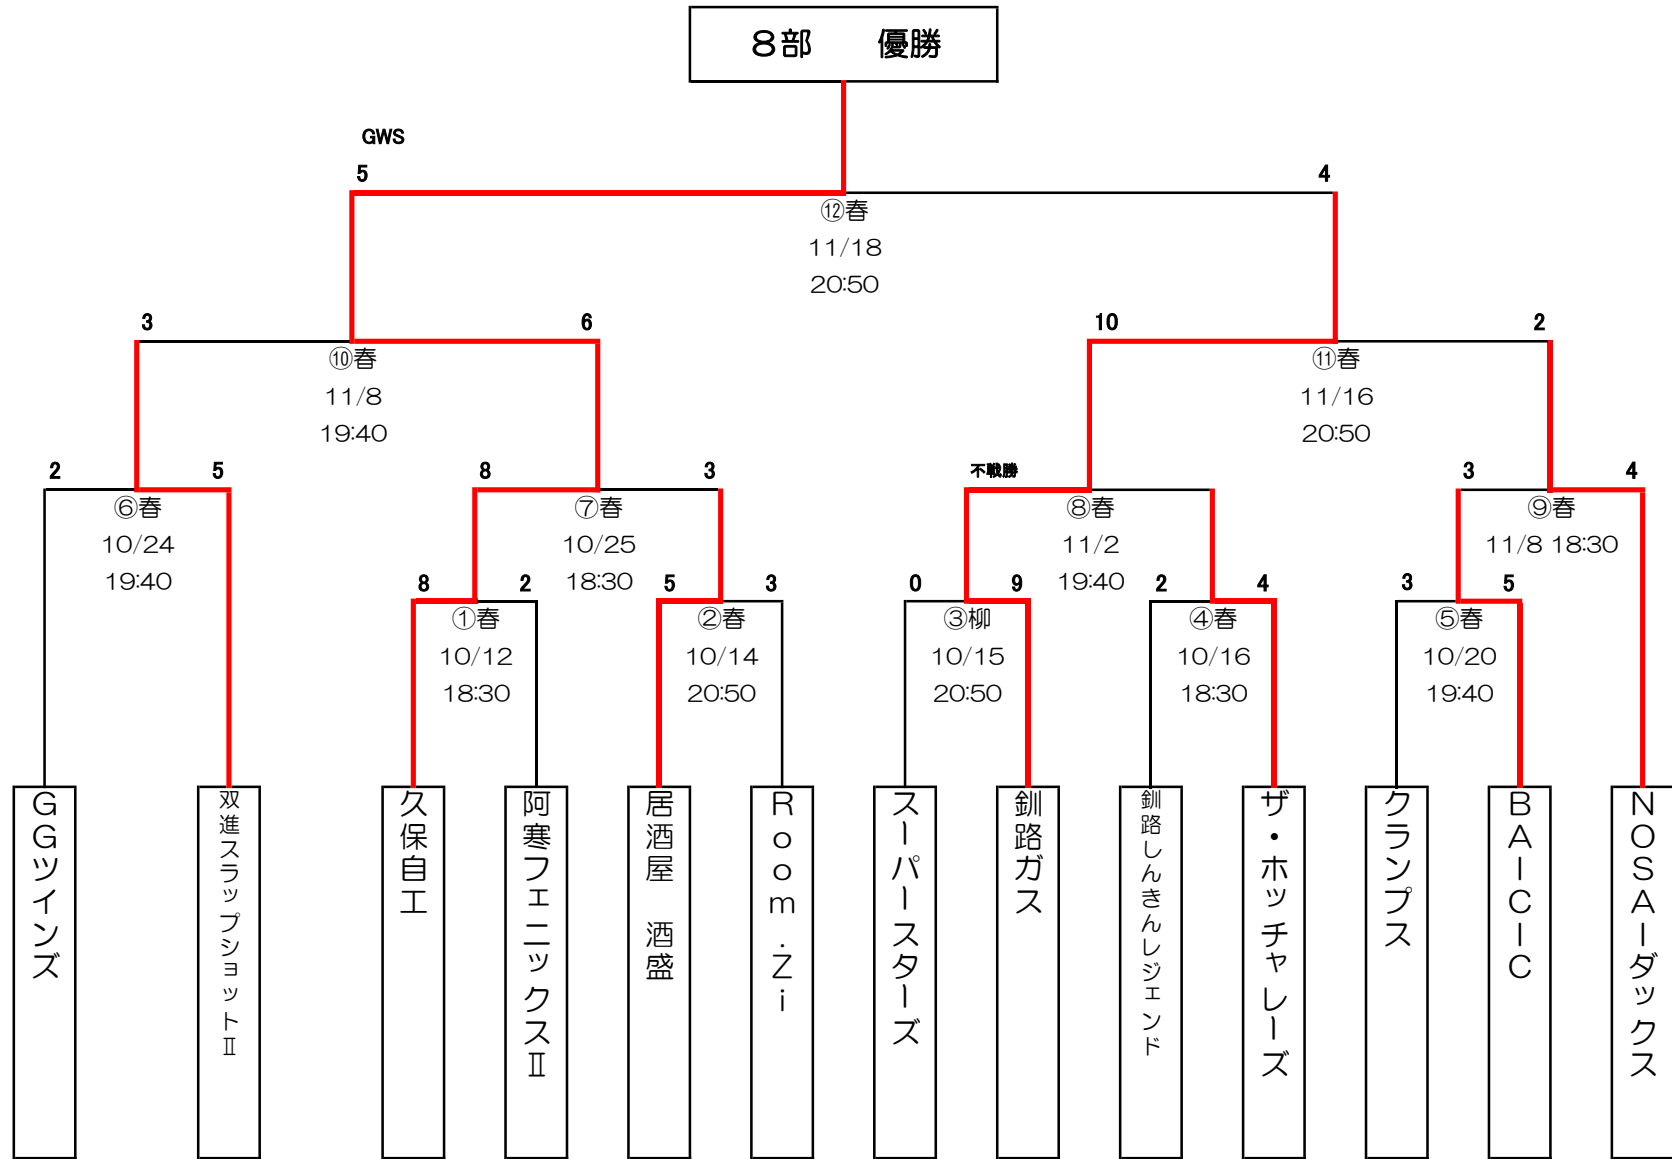 8部　優勝
GWS
5
4
⑫春
11/18
20:50
3
6
10
2
⑩春
11/8
19:40
⑪春
11/16
20:50
2
5
8
3
不戦勝
3
4
⑥春
10/24
19:40
⑦春
10/25
18:30
⑧春
11/2
19:40
⑨春
11/8 18:30
8
2
5
3
0
9
2
4
3
5
①春
10/12
18:30
②春
10/14
20:50
③柳
10/15
20:50
④春
10/16
18:30
⑤春
10/20
19:40
GGツインズ
双進スラップショットⅡ
久保自工
阿寒フェニックスⅡ
居酒屋　酒盛
Room.Zi
スーパースターズ
釧路ガス
釧路しんきんレジェンド
ザ・ホッチャレーズ
クランプス
BAICIC
NOSAIダックス